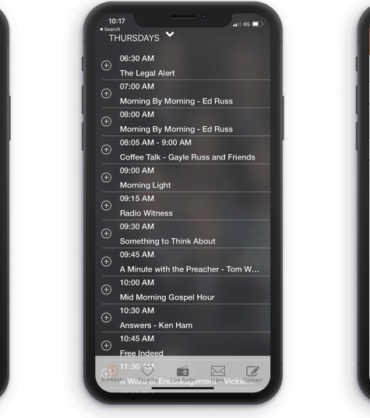 10:17
4G
Search
THURSDAYS
06:30 AM
The Legal Alert
07:00 AM
Morning By Morning - Ed Russ
08:00 AM
Morning By Morning - Ed Russ
08:05 AM - 9:00 AM
Coffee Talk - Gayle Russ and Friends
09:00 AM
Morning Light
09:15 AM
Radio Witness
09:30 AM
Something to Think About
09:45 AM
A Minute with the Preacher - Tom W...
10:00 AM
Mid Morning Gospel Hour
10:30 AM
Answers - Ken Ham
10:45 AM
Free Indeed
11:30 AM
A Word of Encouragement - Vickie